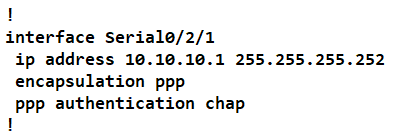 !
interface Serial0/2/1
 ip address 10.10.10.1 255.255.255.252
 encapsulation ppp
 ppp authentication chap
!